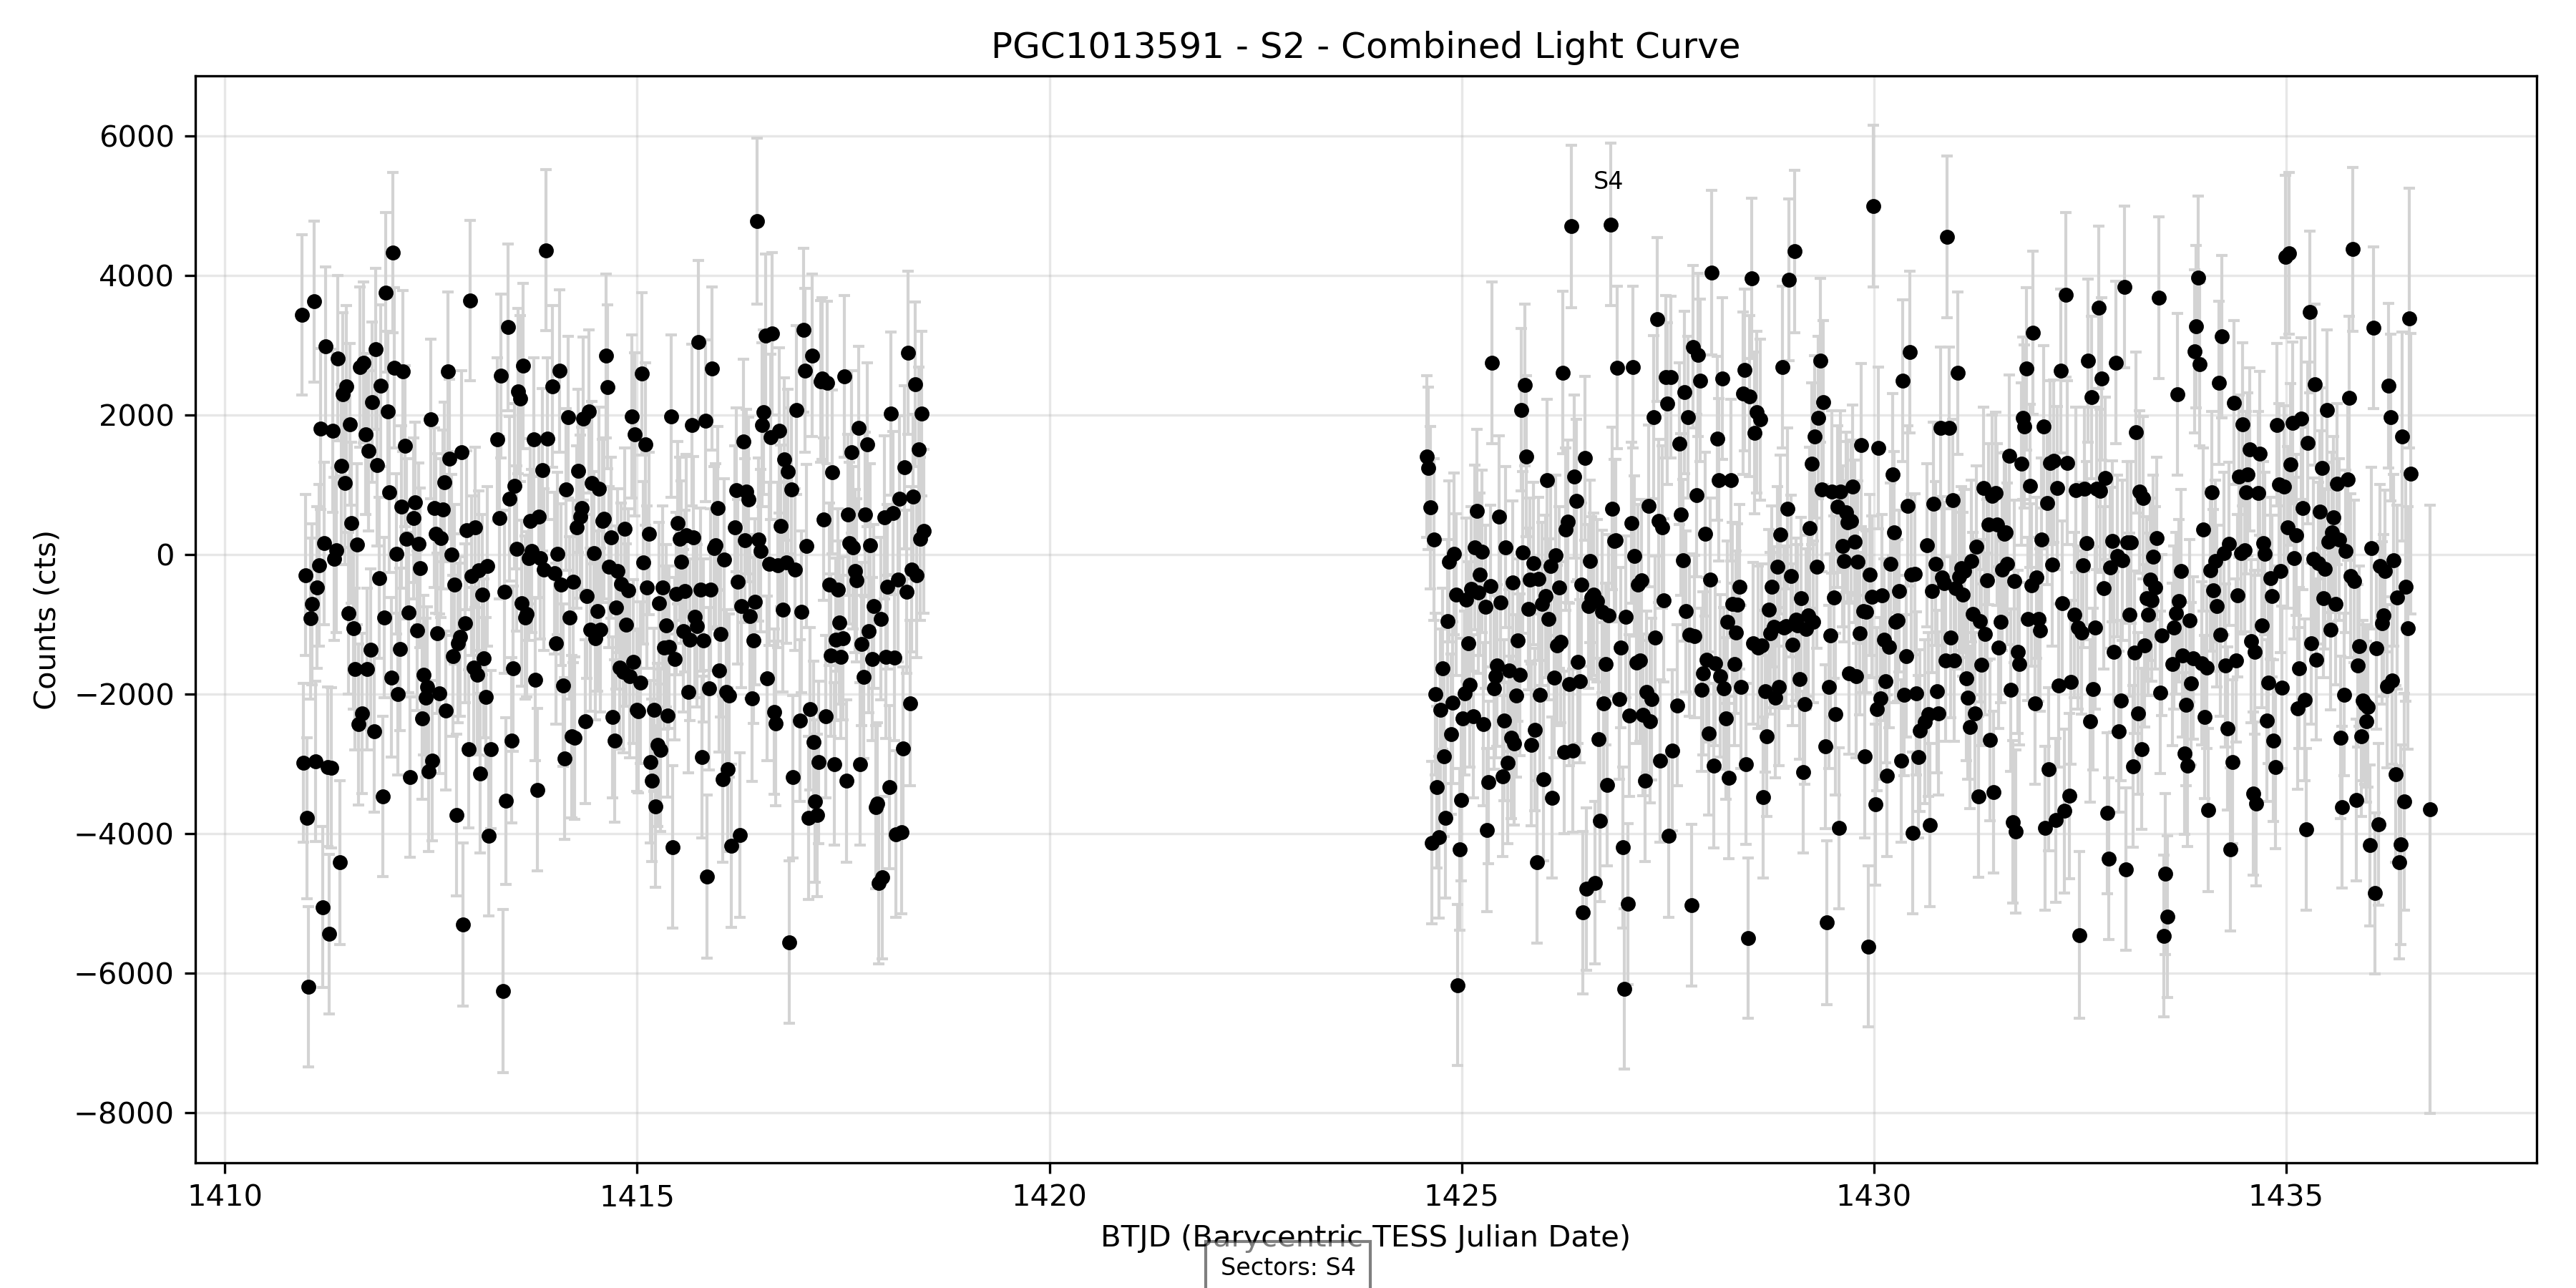 PGC1013591 - S2 - Combined Light Curve
Counts (cts)
6000
4000
2000
0
−2000
−4000
−6000
−8000
S4
1410 1415 1420 1425 1430 1435
BTJD (Barycentric TESS Julian Date)
Sectors: S4